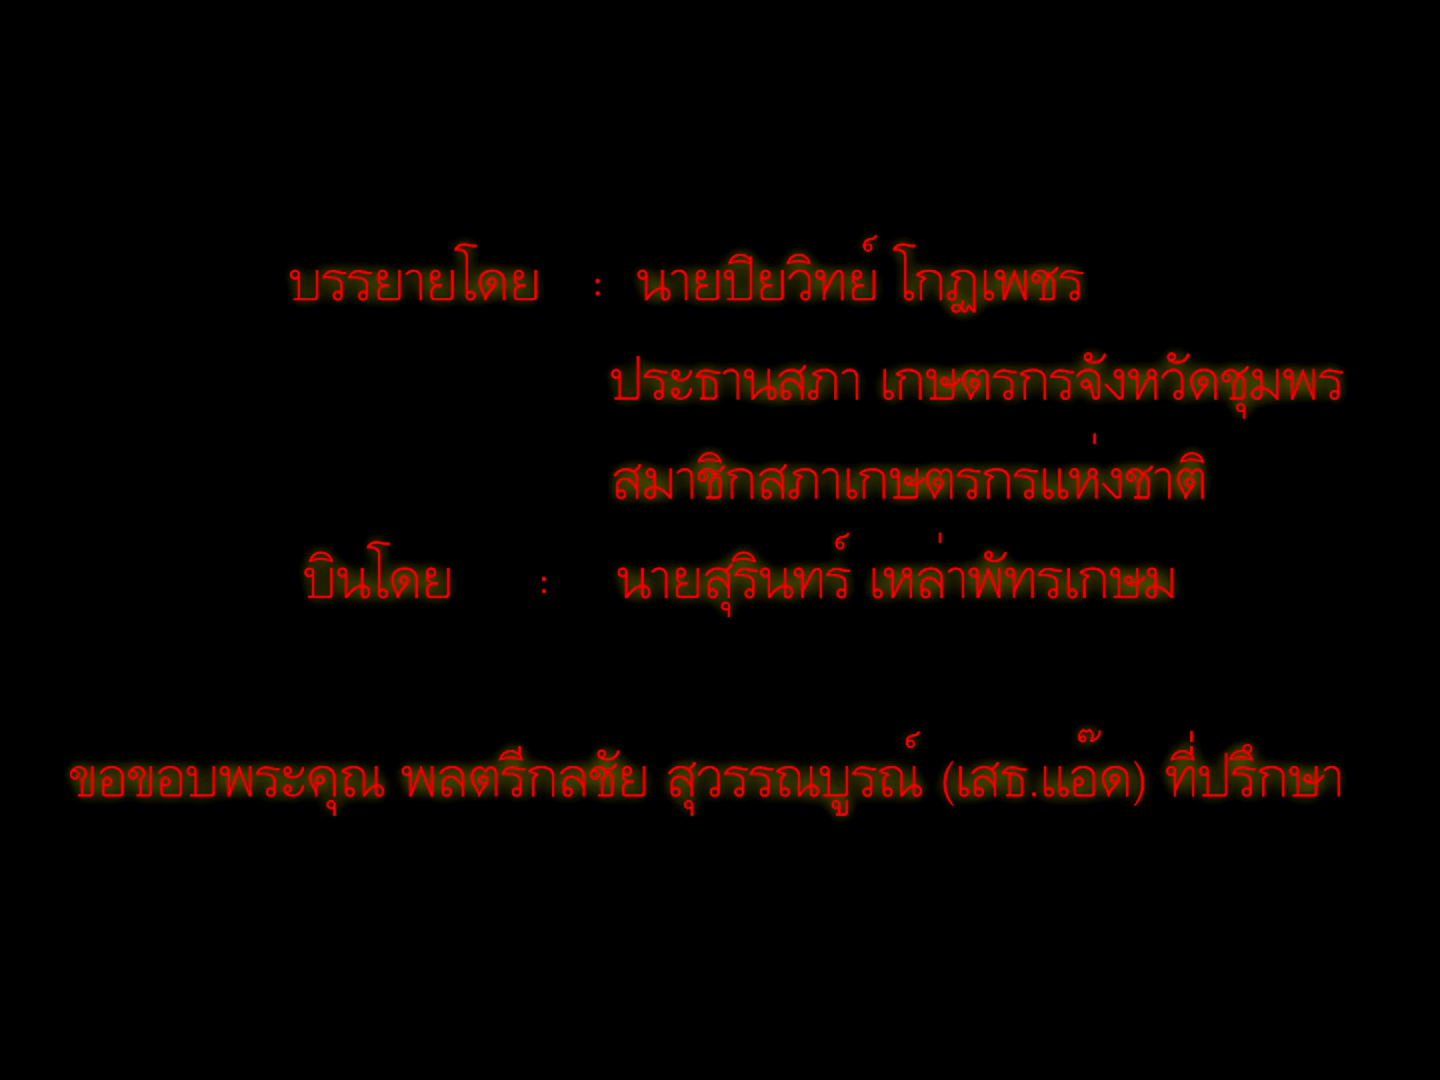 บรรยายโดย : นายปิยวิทย์ โกฏเพชร
ประธานสภา เกษตรกรจังหวัดชุมพร
สมาชิกสภาเกษตรกรแห่งชาติ
บินโดย : นายสุรินทร์ เหล่าพัทรเกษม
ขอขอบพระคุณ พลตรีกลชัย สุวรรณบูรณ์ (เสธ.แอ๊ด) ที่ปรึกษา